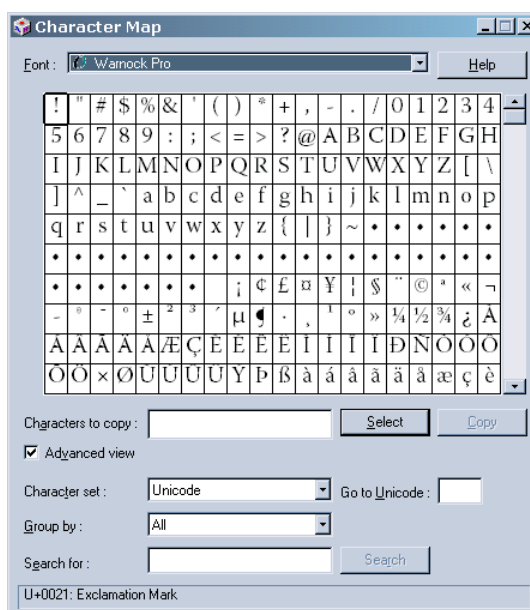 Character Map
Font : Warnock Pro Help
! " # $ % & ' ( ) * + , - . / 0 1 2 3 4
5 6 7 8 9 : ; < = > ? @ A B C D E F G H
I J K L M N O P Q R S T U V W X Y Z [ \
] ^ _ ` a b c d e f g h i j k l m n o p
q r s t u v w x y z { | } ~ • • • • • •
• • • • • • • • • • • • • • • • • • • •
• • • • • • • ¡ ¢ £ ¤ ¥ ¦ § ¨ © ª « ¬
- ® ¯ ° ± ² ³ ´ µ ¶ · ¸ ¹ º » ¼ ½ ¾ ¿ À
Á Â Ã Ä Å Æ Ç È É Ê Ë Ì Í Î Ï Ð Ñ Ò Ó Ô
Õ Ö × Ø Ù Ú Û Ü Ý Þ ß à á â ã ä å æ ç è
Characters to copy : Select Copy
Advanced view
Character set : Unicode Go to Unicode :
Group by : All
Search for : Search
U+0021: Exclamation Mark